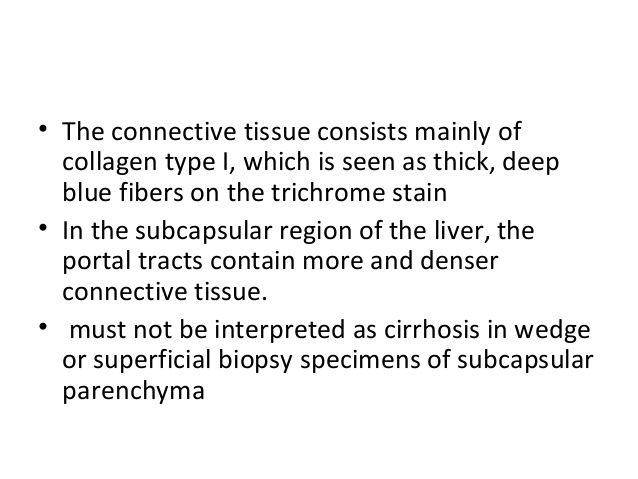 • The connective tissue consists mainly of
collagen type I, which is seen as thick, deep
blue fibers on the trichrome stain
• In the subcapsular region of the liver, the
portal tracts contain more and denser
connective tissue.
• must not be interpreted as cirrhosis in wedge
or superficial biopsy specimens of subcapsular
parenchyma